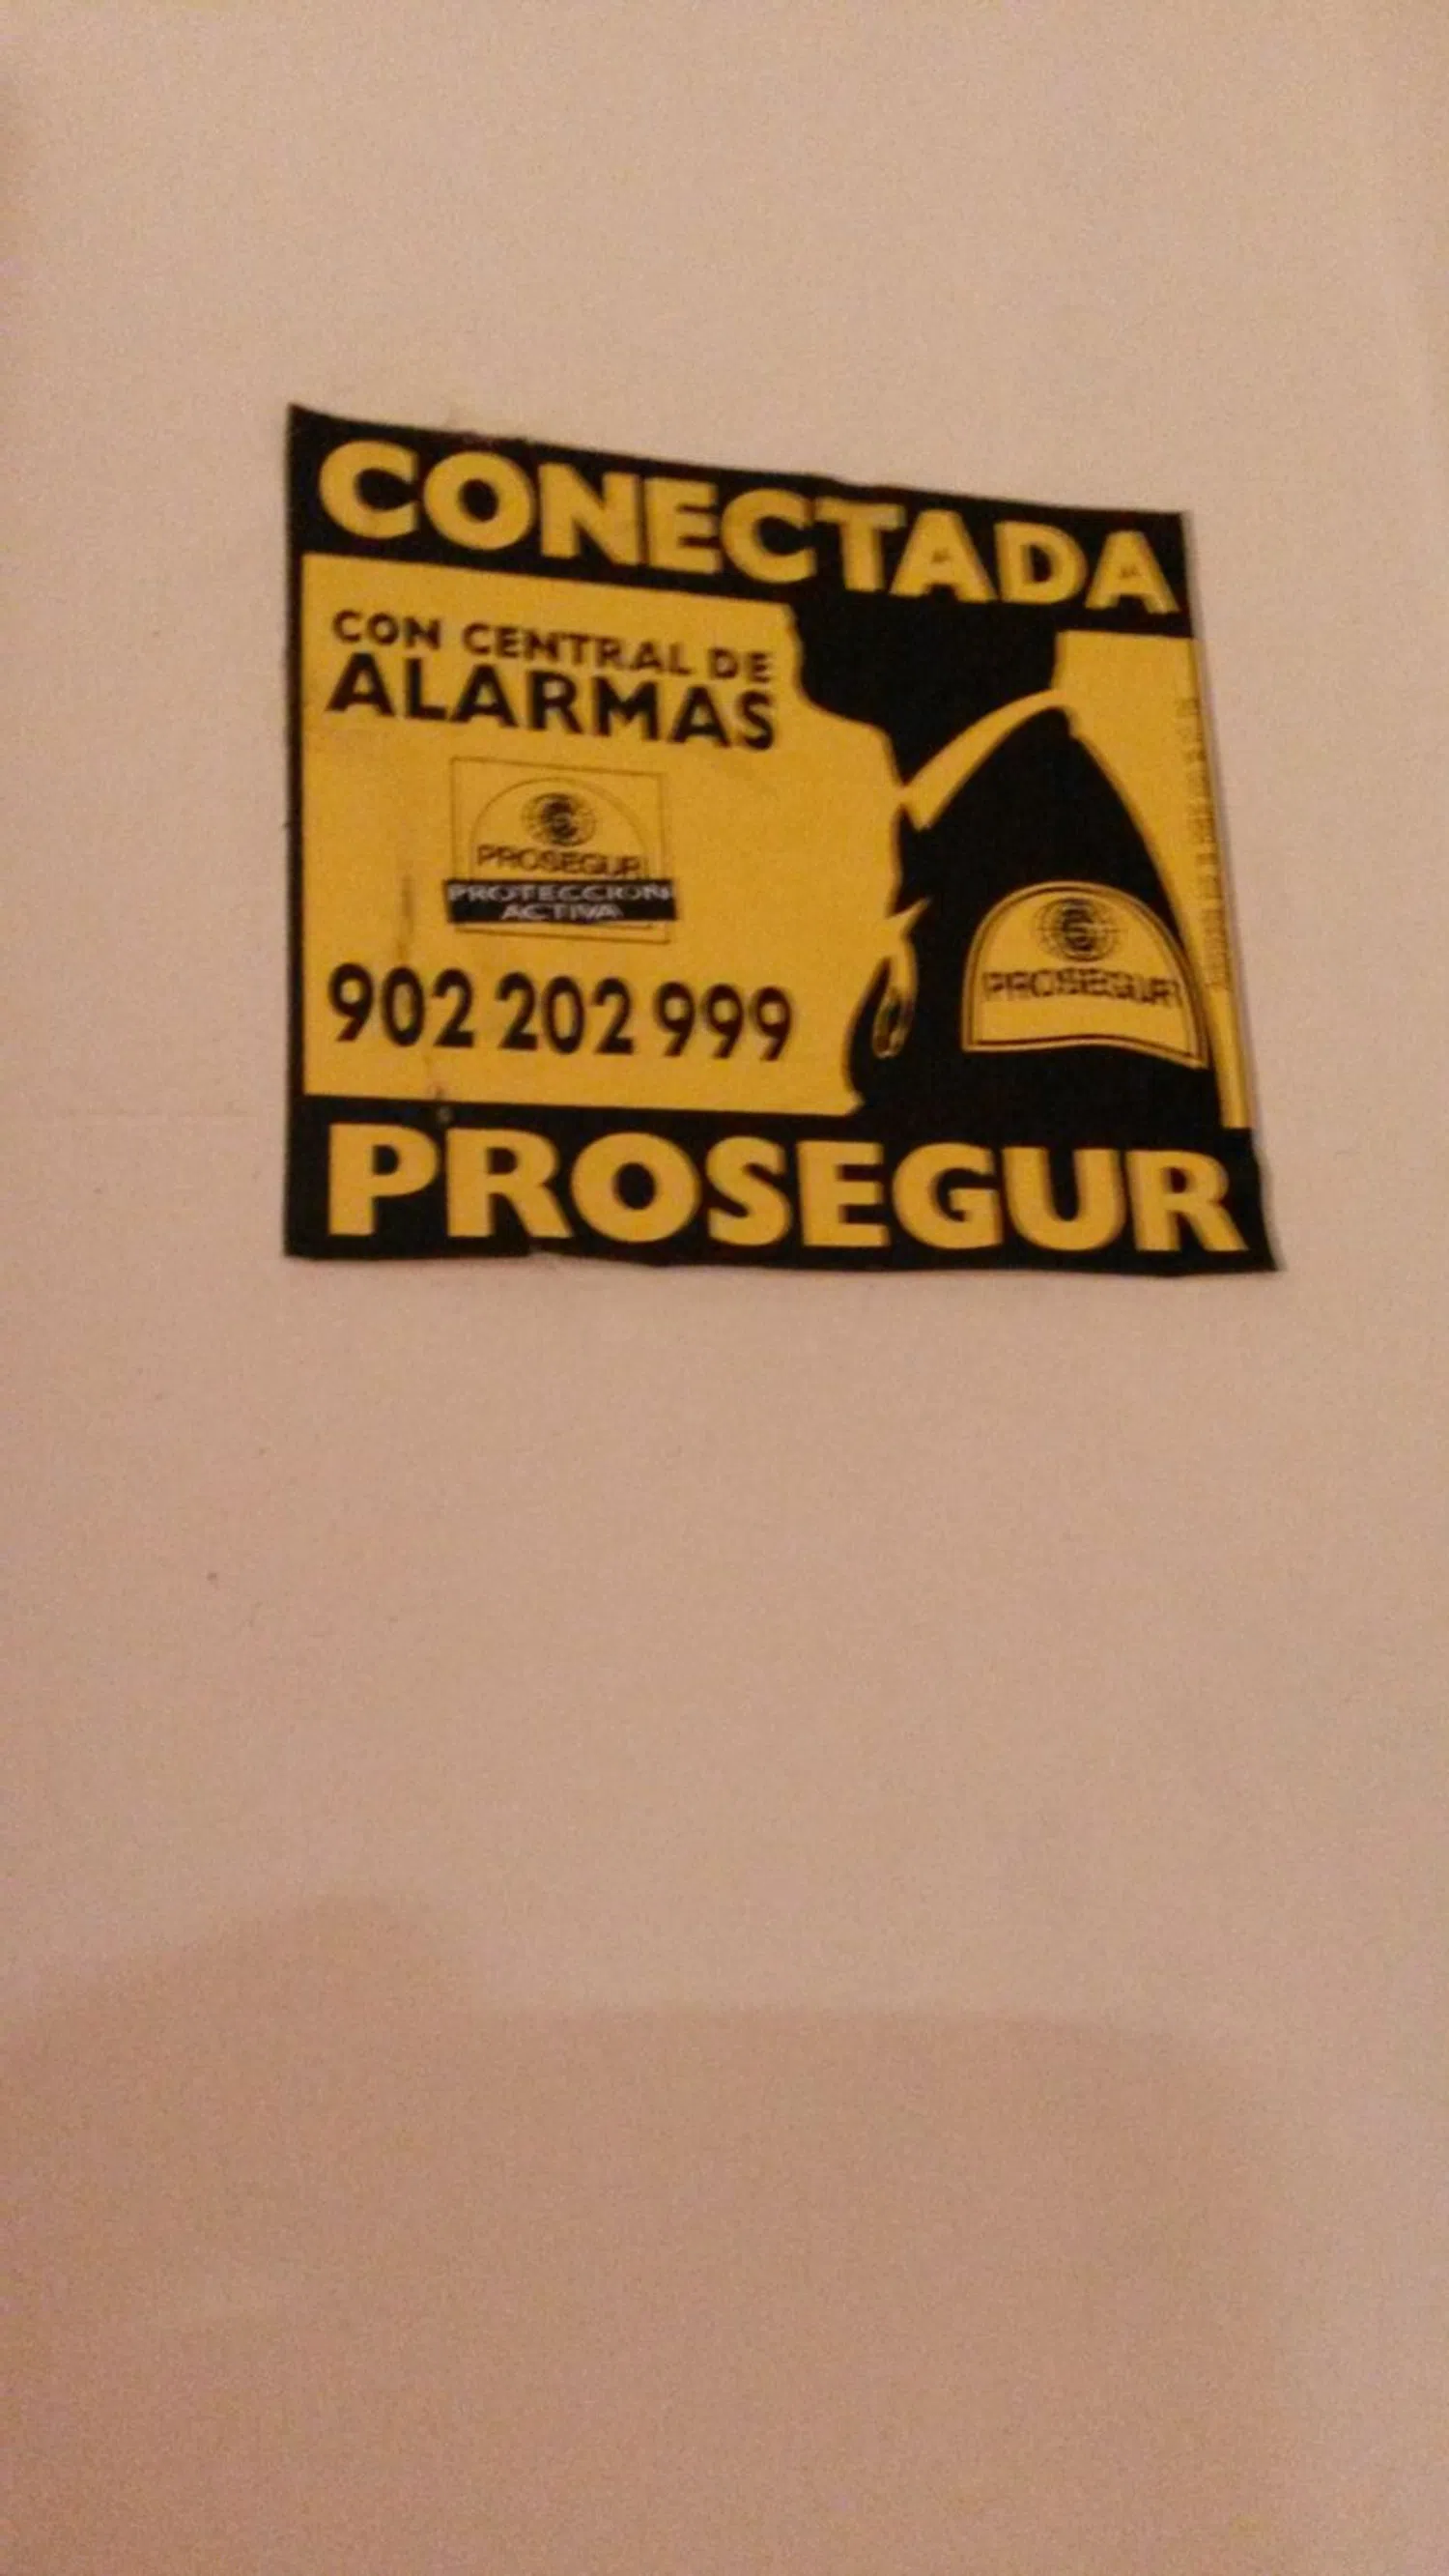 CONECTADA
CON CENTRAL DE
ALARMAS
PROSEGUR
PROTECCION
ACTIVA
902 202 999
PROSEGUR
PROSEGUR